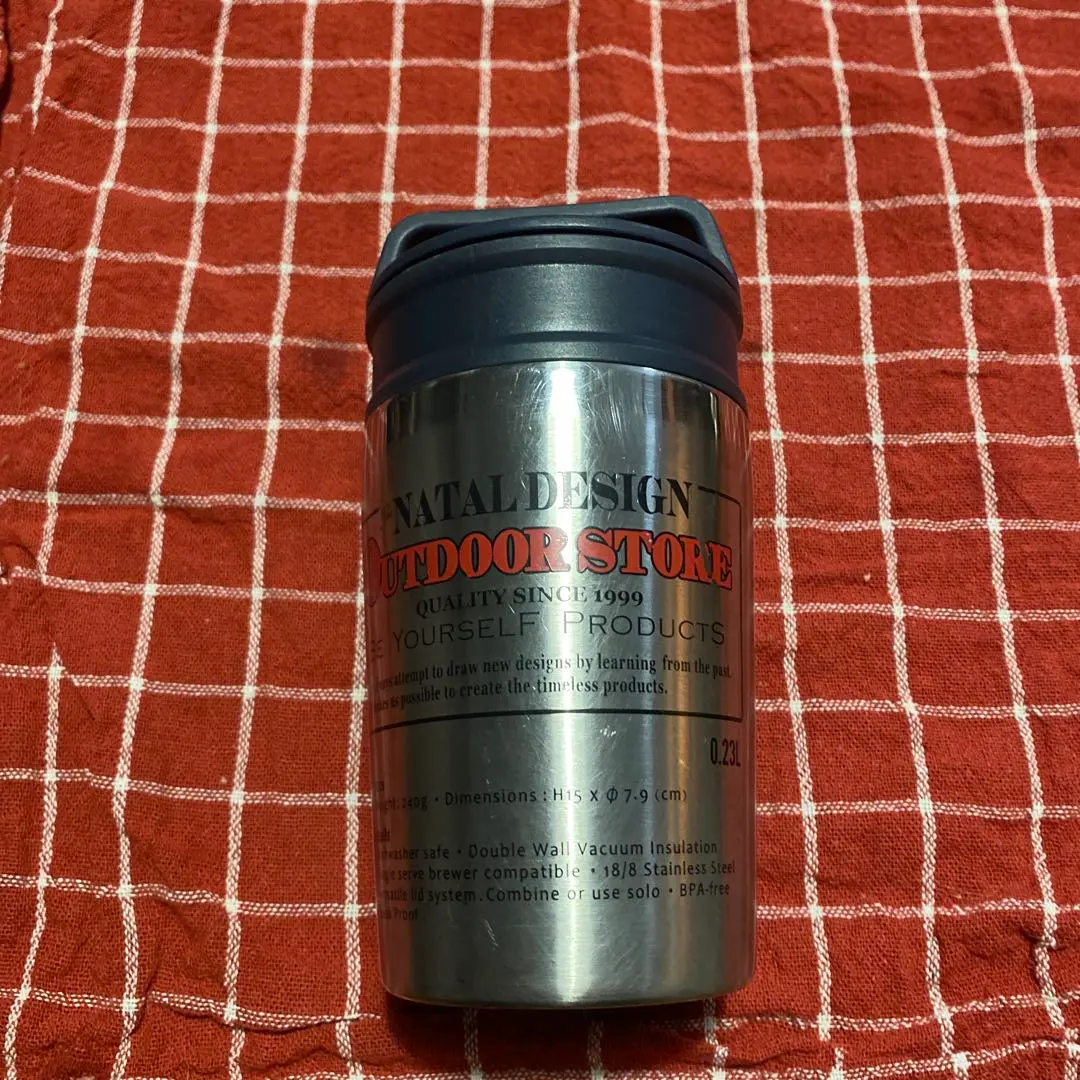 NATAL DESIGN
OUTDOOR STORE
QUALITY SINCE 1999
YOURSELF PRODUCTS
attempt to draw new designs by learning from the past.
as possible to create the timeless products.
0.23L
240g • Dimensions : H15 x Ø 7.9 (cm)
safe • Double Wall Vacuum Insulation
serve brewer compatible • 18/8 Stainless Steel
lid system. Combine or use solo • BPA-free
Proof